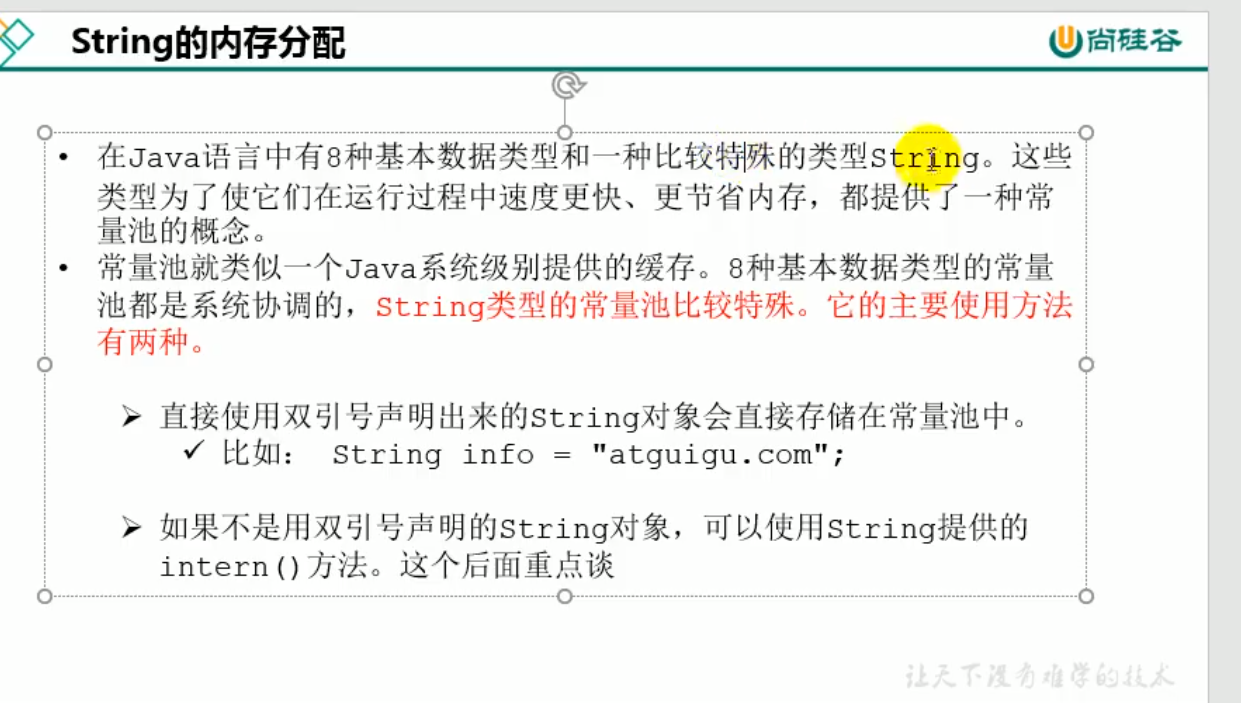 String的内存分配
尚硅谷
• 在Java语言中有8种基本数据类型和一种比较特殊的类型String。这些
类型为了使它们在运行过程中速度更快、更节省内存，都提供了一种常
量池的概念。
• 常量池就类似一个Java系统级别提供的缓存。8种基本数据类型的常量
池都是系统协调的，String类型的常量池比较特殊。它的主要使用方法
有两种。
➢ 直接使用双引号声明出来的String对象会直接存储在常量池中。
✓ 比如： String info = "atguigu.com";
➢ 如果不是用双引号声明的String对象，可以使用String提供的
intern()方法。这个后面重点谈
让天下没有难学的技术